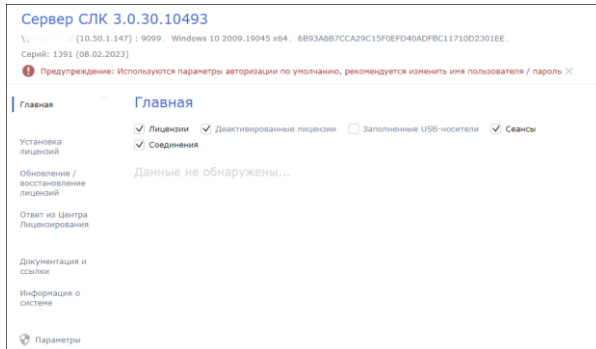 Сервер СЛК 3.0.30.10493
(10.50.1.147) : 9099. Windows 10 2009.19045 x64. 6B93A6B7CCA29C15F0EFD40ADFBC11710D2301EE.
Серий: 1391 (08.02.2023)
Предупреждение: Используются параметры авторизации по умолчанию, рекомендуется изменить имя пользователя / пароль
Главная
Главная
Лицензии Деактивированные лицензии Заполненные USB-носители Сеансы
Соединения
Данные не обнаружены...
Установка
лицензий
Обновление /
восстановление
лицензий
Ответ из Центра
Лицензирования
Документация и
ссылки
Информация о
системе
Параметры